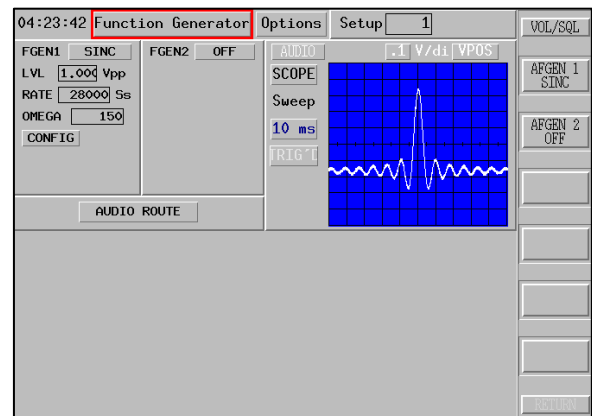 04:23:42 Function Generator Options Setup 1
VOL/SQL
FGEN1 SINC
LVL 1.000 Vpp
RATE 28000 Ss
OMEGA 150
CONFIG
FGEN2 OFF
AUDIO ROUTE
AUDIO .1 V/di VPOS
SCOPE
Sweep
10 ms
TRIG'D
AFGEN 1
SINC
AFGEN 2
OFF
RETURN